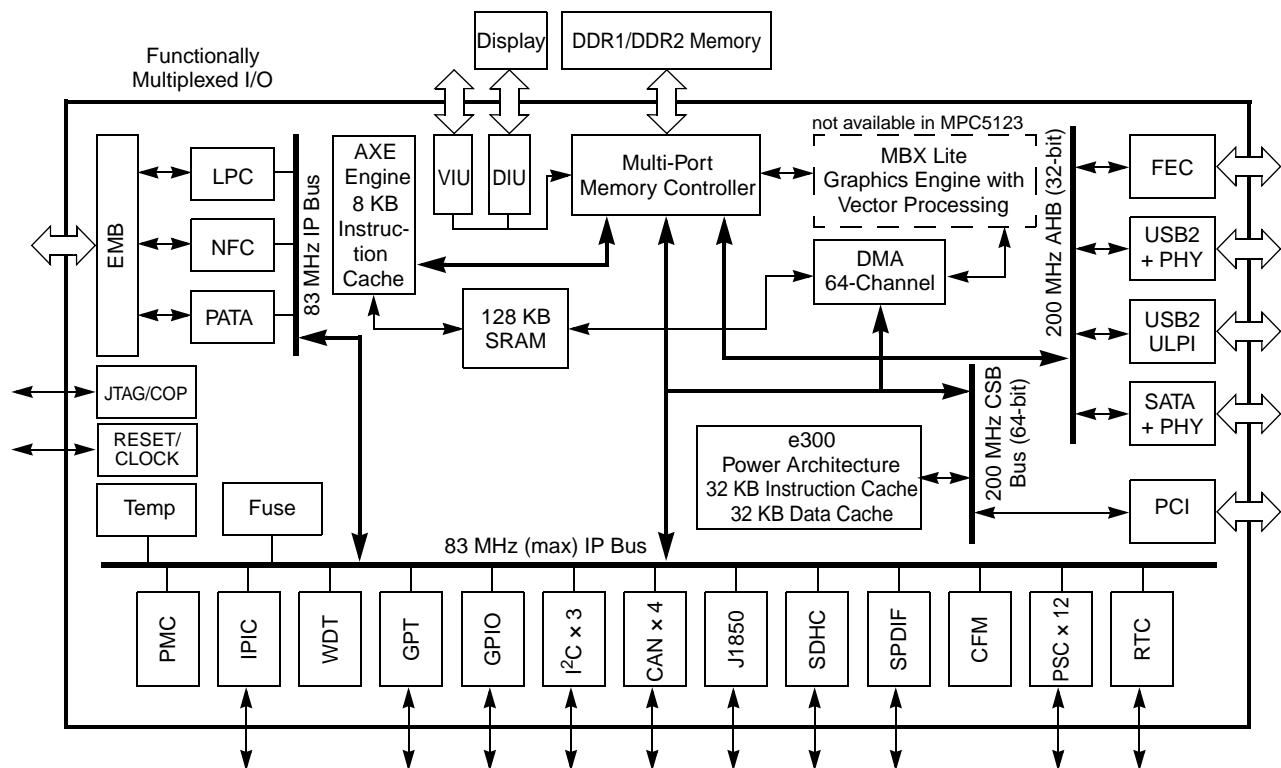 Functionally
Multiplexed I/O
Display
DDR1/DDR2 Memory
EMB
LPC
NFC
PATA
83 MHz IP Bus
AXE
Engine
8 KB
Instruc-
tion
Cache
VIU
DIU
Multi-Port
Memory Controller
not available in MPC5123
MBX Lite
Graphics Engine with
Vector Processing
DMA
64-Channel
128 KB
SRAM
200 MHz AHB (32-bit)
FEC
USB2
+ PHY
USB2
ULPI
SATA
+ PHY
PCI
JTAG/COP
RESET/
CLOCK
Temp
Fuse
e300
Power Architecture
32 KB Instruction Cache
32 KB Data Cache
200 MHz CSB
Bus (64-bit)
83 MHz (max) IP Bus
PMC
IPIC
WDT
GPT
GPIO
I²C × 3
CAN × 4
J1850
SDHC
SPDIF
CFM
PSC × 12
RTC